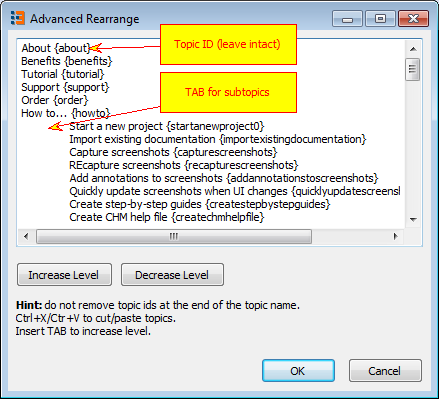 Advanced Rearrange
About {about}
Topic ID (leave intact)
Benefits {benefits}
Tutorial {tutorial}
Support {support}
Order {order}
TAB for subtopics
How to... {howto}
Start a new project {startanewproject0}
Import existing documentation {importexistingdocumentation}
Capture screenshots {capturescreenshots}
REcapture screenshots {recapturescreenshots}
Add annotations to screenshots {addannotationstoscreenshots}
Quickly update screenshots when UI changes {quicklyupdatescreensl
Create step-by-step guides {createstepbystepguides}
Create CHM help file {createchmhelpfile}
Increase Level
Decrease Level
Hint: do not remove topic ids at the end of the topic name.
Ctrl+X/Ctr+V to cut/paste topics.
Insert TAB to increase level.
OK
Cancel